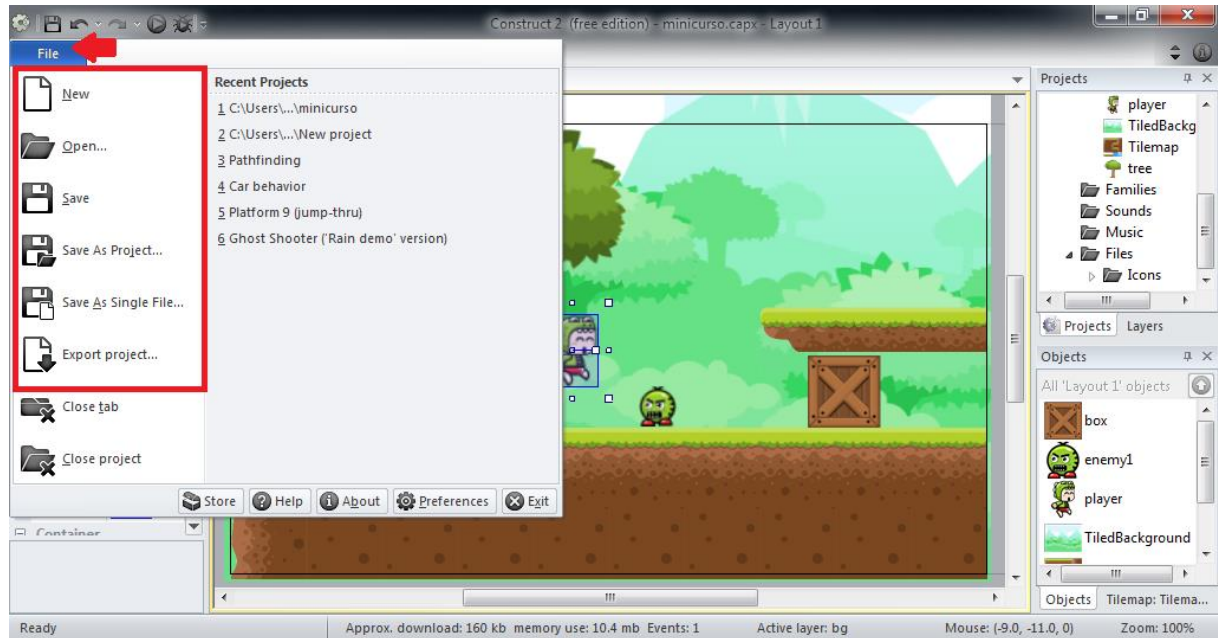 Construct 2 (free edition) - minicurso.capx - Layout 1
File
New
Open...
Save
Save As Project...
Save As Single File...
Export project...
Close tab
Close project
Recent Projects
1 C:\Users\...\minicurso
2 C:\Users\...\New project
3 Pathfinding
4 Car behavior
5 Platform 9 (jump-thru)
6 Ghost Shooter ('Rain demo' version)
Store Help About Preferences Exit
Container
Projects
player
TiledBackg
Tilemap
tree
Families
Sounds
Music
Files
Icons
Projects Layers
Objects
All 'Layout 1' objects
box
enemy1
player
TiledBackground
Objects Tilemap: Tilema...
Ready Approx. download: 160 kb memory use: 10.4 mb Events: 1 Active layer: bg Mouse: (-9.0, -11.0, 0) Zoom: 100%